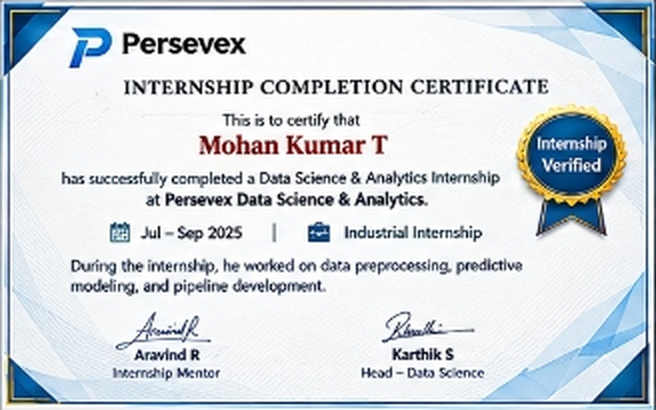 Persevex
INTERNSHIP COMPLETION CERTIFICATE
This is to certify that
Mohan Kumar T
Internship
Verified
has successfully completed a Data Science & Analytics Internship
at Persevex Data Science & Analytics.
Jul – Sep 2025 | Industrial Internship
During the internship, he worked on data preprocessing, predictive
modeling, and pipeline development.
Aravind R
Aravind R
Internship Mentor
Karthik S
Head – Data Science